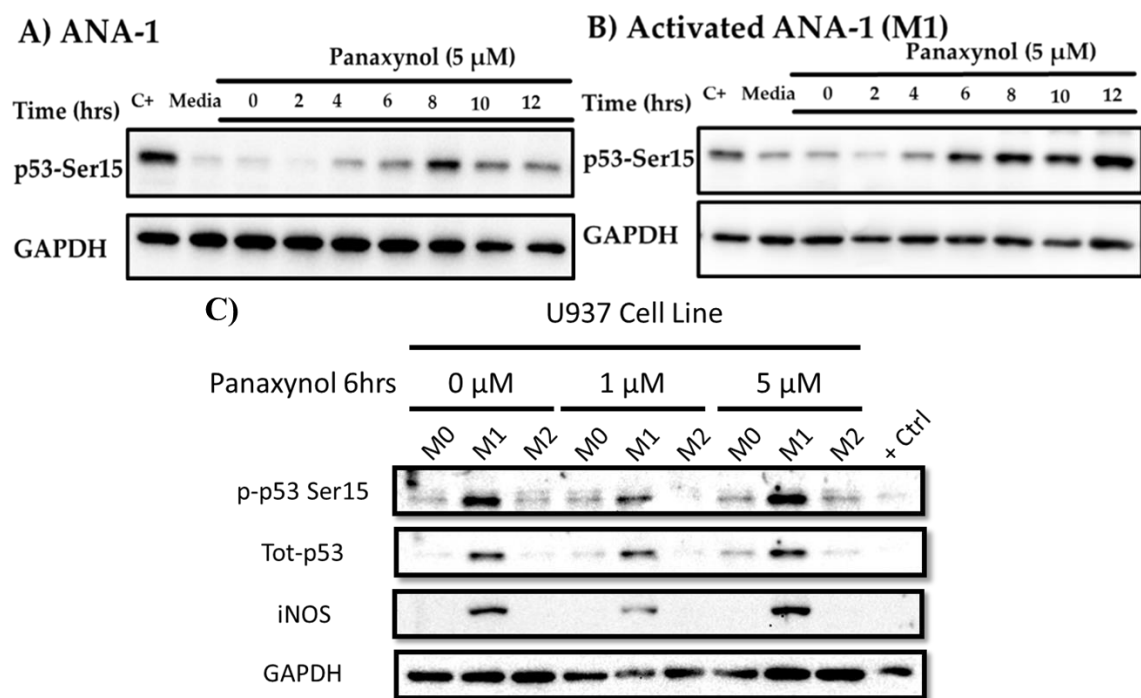 A) ANA-1
Panaxynol (5 μM)
Time (hrs) C+ Media 0 2 4 6 8 10 12
p53-Ser15
GAPDH
B) Activated ANA-1 (M1)
Panaxynol (5 μM)
Time (hrs) C+ Media 0 2 4 6 8 10 12
p53-Ser15
GAPDH
C)
U937 Cell Line
Panaxynol 6hrs 0 μM 1 μM 5 μM
M0 M1 M2 M0 M1 M2 M0 M1 M2 + Ctrl
p-p53 Ser15
Tot-p53
iNOS
GAPDH